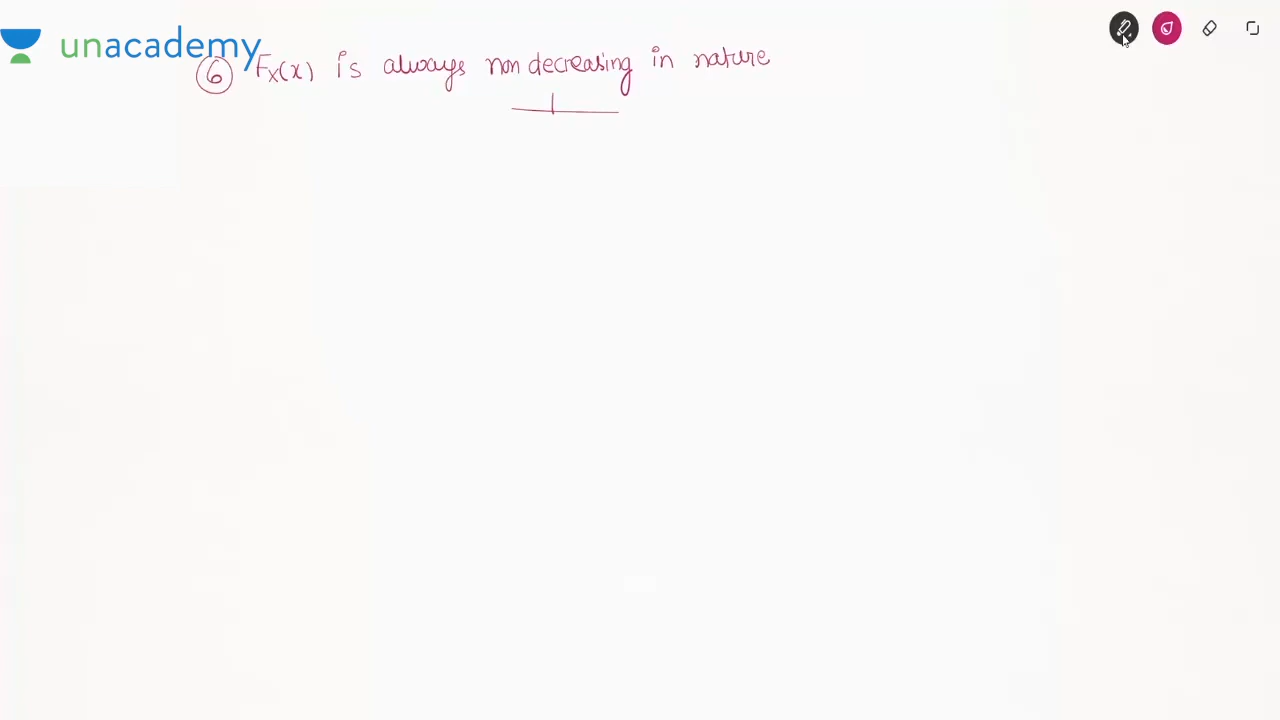 unacademy
⑥ Fₓ(x) is always non decreasing in nature